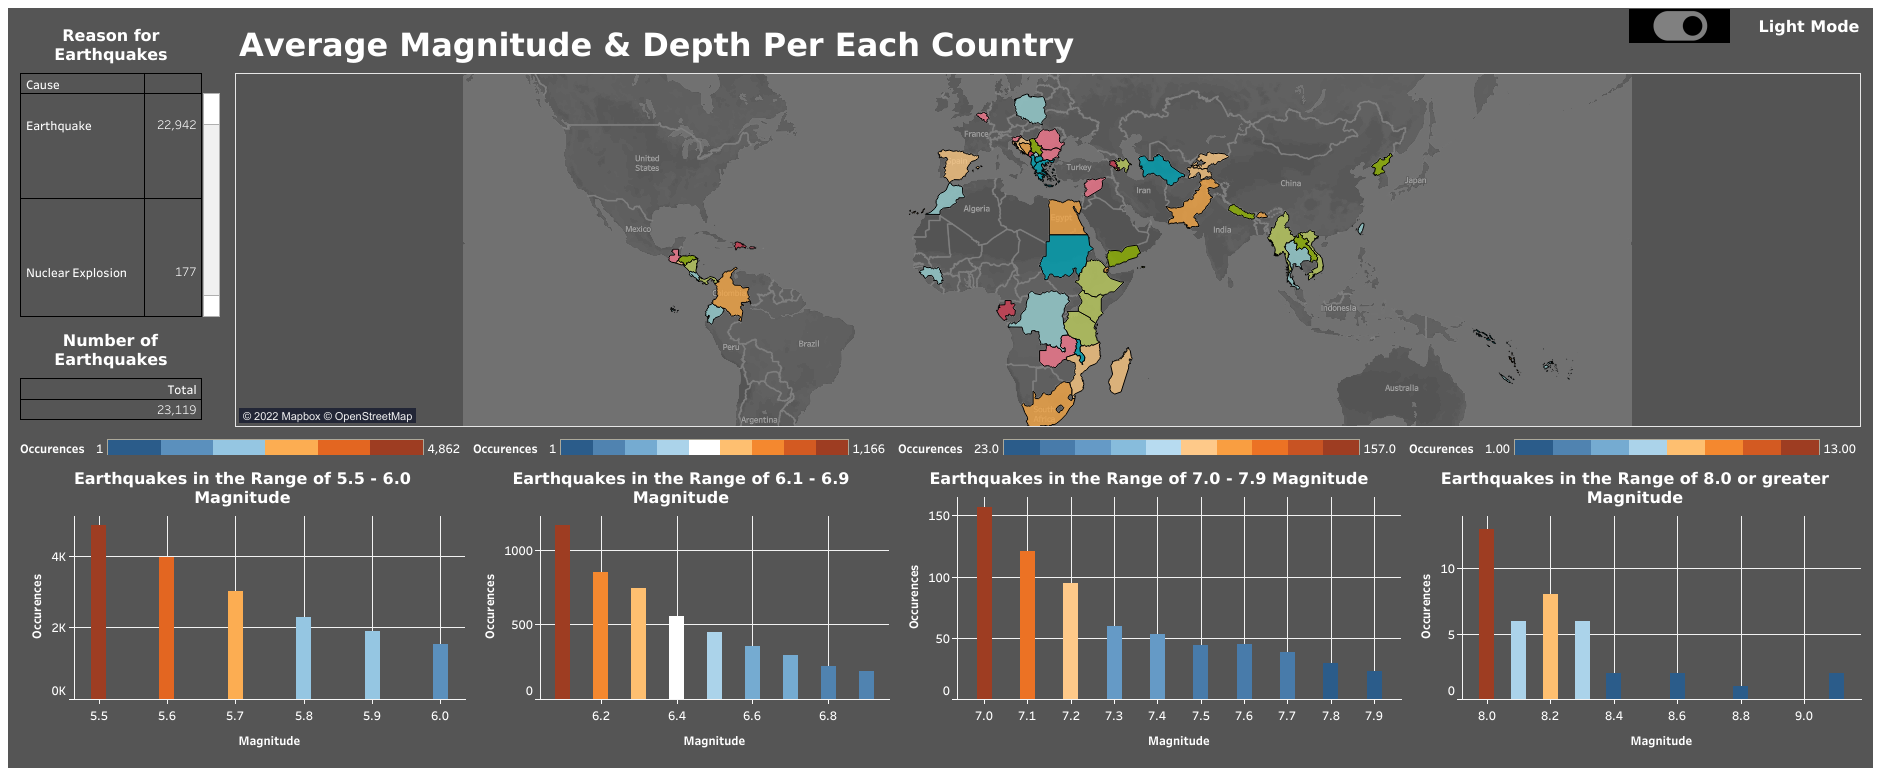 Reason for
Earthquakes
Cause
Earthquake 22,942
Nuclear Explosion 177
Number of
Earthquakes
Total
23,119
Average Magnitude & Depth Per Each Country
Light Mode
United
States
Mexico
Peru
Brazil
Argentina
France
Algeria
Turkey
Iran
India
China
Japan
Indonesia
Australia
Egypt
© 2022 Mapbox © OpenStreetMap
Occurences 1 4,862
Occurences 1 1,166
Occurences 23.0 157.0
Occurences 1.00 13.00
Earthquakes in the Range of 5.5 - 6.0
Magnitude
Occurences
4K
2K
0K
5.5 5.6 5.7 5.8 5.9 6.0
Magnitude
Earthquakes in the Range of 6.1 - 6.9
Magnitude
Occurences
1000
500
0
6.2 6.4 6.6 6.8
Magnitude
Earthquakes in the Range of 7.0 - 7.9 Magnitude
Occurences
150
100
50
0
7.0 7.1 7.2 7.3 7.4 7.5 7.6 7.7 7.8 7.9
Magnitude
Earthquakes in the Range of 8.0 or greater
Magnitude
Occurences
10
5
0
8.0 8.2 8.4 8.6 8.8 9.0
Magnitude